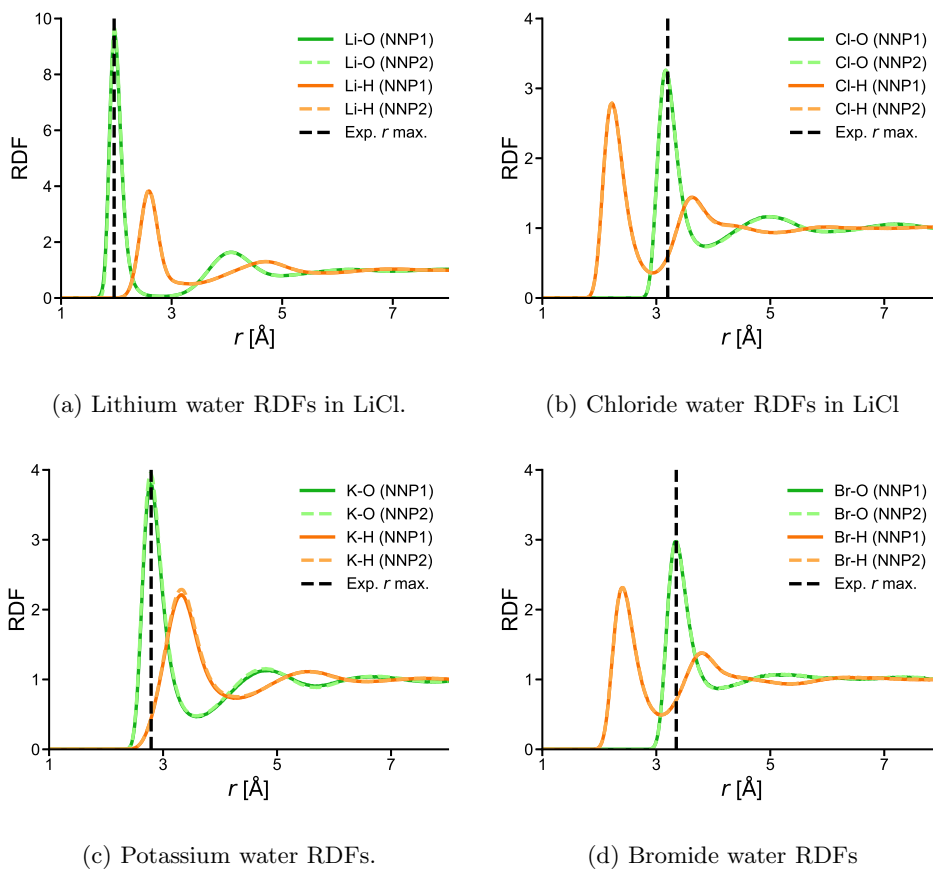 10
8
6
4
2
0
RDF
1
3
5
7
r [Å]
Li-O (NNP1)
Li-O (NNP2)
Li-H (NNP1)
Li-H (NNP2)
Exp. r max.
(a) Lithium water RDFs in LiCl.
4
3
2
1
0
RDF
1
3
5
7
r [Å]
Cl-O (NNP1)
Cl-O (NNP2)
Cl-H (NNP1)
Cl-H (NNP2)
Exp. r max.
(b) Chloride water RDFs in LiCl
4
3
2
1
0
RDF
1
3
5
7
r [Å]
K-O (NNP1)
K-O (NNP2)
K-H (NNP1)
K-H (NNP2)
Exp. r max.
(c) Potassium water RDFs.
4
3
2
1
0
RDF
1
3
5
7
r [Å]
Br-O (NNP1)
Br-O (NNP2)
Br-H (NNP1)
Br-H (NNP2)
Exp. r max.
(d) Bromide water RDFs